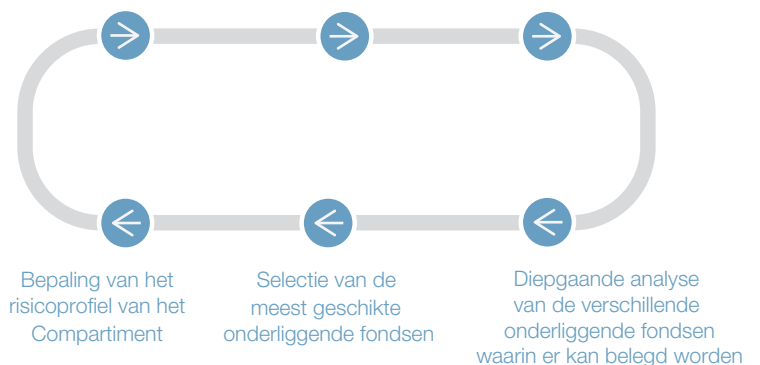 Bepaling van het
risicoprofiel van het
Compartiment
Selectie van de
meest geschikte
onderliggende fondsen
Diepgaande analyse
van de verschillende
onderliggende fondsen
waarin er kan belegd worden